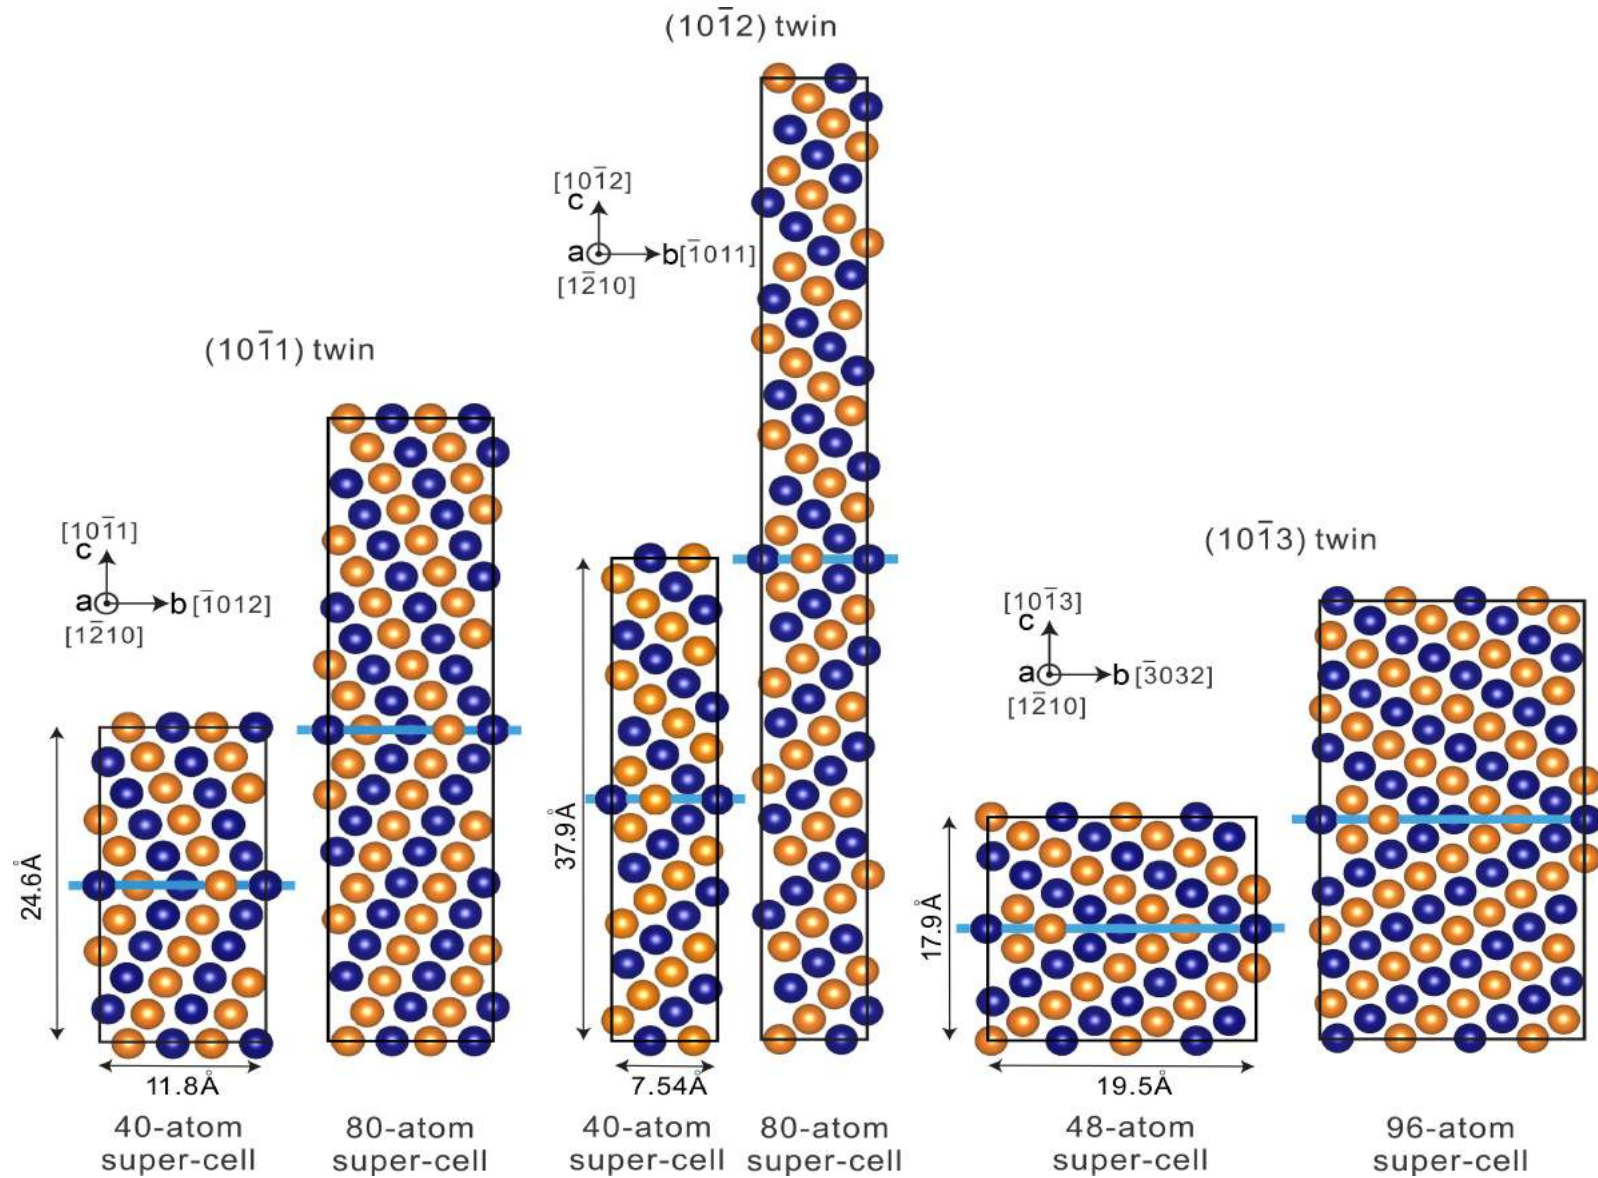 (101̄2) twin
[101̄2]
c
a
b[1̄011]
[12̄10]
(101̄1) twin
[101̄1]
c
a
b [1̄012]
[12̄10]
(101̄3) twin
[101̄3]
c
a
b [3̄032]
[12̄10]
24.6Å
37.9Å
17.9Å
11.8Å
7.54Å
19.5Å
40-atom
super-cell
80-atom
super-cell
40-atom
super-cell
80-atom
super-cell
48-atom
super-cell
96-atom
super-cell